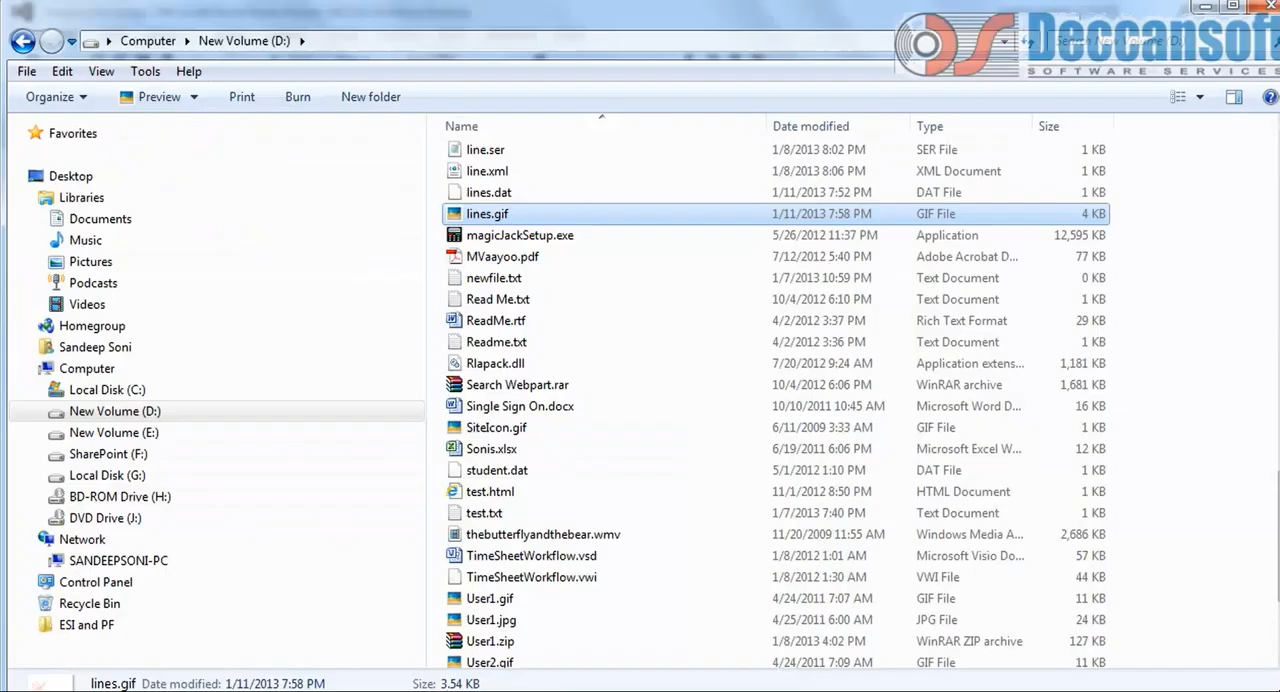 Deccansoft
SOFTWARE SERVICES
Computer New Volume (D:)
Search New Volume (D:)
File Edit View Tools Help
Organize Preview Print Burn New folder
Favorites
Desktop
Libraries
Documents
Music
Pictures
Podcasts
Videos
Homegroup
Sandeep Soni
Computer
Local Disk (C:)
New Volume (D:)
New Volume (E:)
SharePoint (F:)
Local Disk (G:)
BD-ROM Drive (H:)
DVD Drive (J:)
Network
SANDEEPSONI-PC
Control Panel
Recycle Bin
ESI and PF
Name Date modified Type Size
line.ser 1/8/2013 8:02 PM SER File 1 KB
line.xml 1/8/2013 8:06 PM XML Document 1 KB
lines.dat 1/11/2013 7:52 PM DAT File 1 KB
lines.gif 1/11/2013 7:58 PM GIF File 4 KB
magicJackSetup.exe 5/26/2012 11:37 PM Application 12,595 KB
MVaayoo.pdf 7/12/2012 5:40 PM Adobe Acrobat D... 77 KB
newfile.txt 1/7/2013 10:59 PM Text Document 0 KB
Read Me.txt 10/4/2012 6:10 PM Text Document 1 KB
ReadMe.rtf 4/2/2012 3:37 PM Rich Text Format 29 KB
Readme.txt 4/2/2012 3:36 PM Text Document 1 KB
Rlapack.dll 7/20/2012 9:24 AM Application extens... 1,181 KB
Search Webpart.rar 10/4/2012 6:06 PM WinRAR archive 1,681 KB
Single Sign On.docx 10/10/2011 10:45 AM Microsoft Word D... 16 KB
SiteIcon.gif 6/11/2009 3:33 AM GIF File 1 KB
Sonis.xlsx 6/19/2011 6:06 PM Microsoft Excel W... 12 KB
student.dat 5/1/2012 1:10 PM DAT File 1 KB
test.html 11/1/2012 8:50 PM HTML Document 1 KB
test.txt 1/7/2013 7:40 PM Text Document 1 KB
thebutterflyandthebear.wmv 11/20/2009 11:55 AM Windows Media A... 2,686 KB
TimeSheetWorkflow.vsd 1/8/2012 1:01 AM Microsoft Visio Do... 57 KB
TimeSheetWorkflow.vwi 1/8/2012 1:30 AM VWI File 44 KB
User1.gif 4/24/2011 7:07 AM GIF File 11 KB
User1.jpg 4/25/2011 6:00 AM JPG File 24 KB
User1.zip 1/8/2013 4:02 PM WinRAR ZIP archive 127 KB
User2.gif 4/24/2011 7:09 AM GIF File 11 KB
lines.gif Date modified: 1/11/2013 7:58 PM Size: 3.54 KB